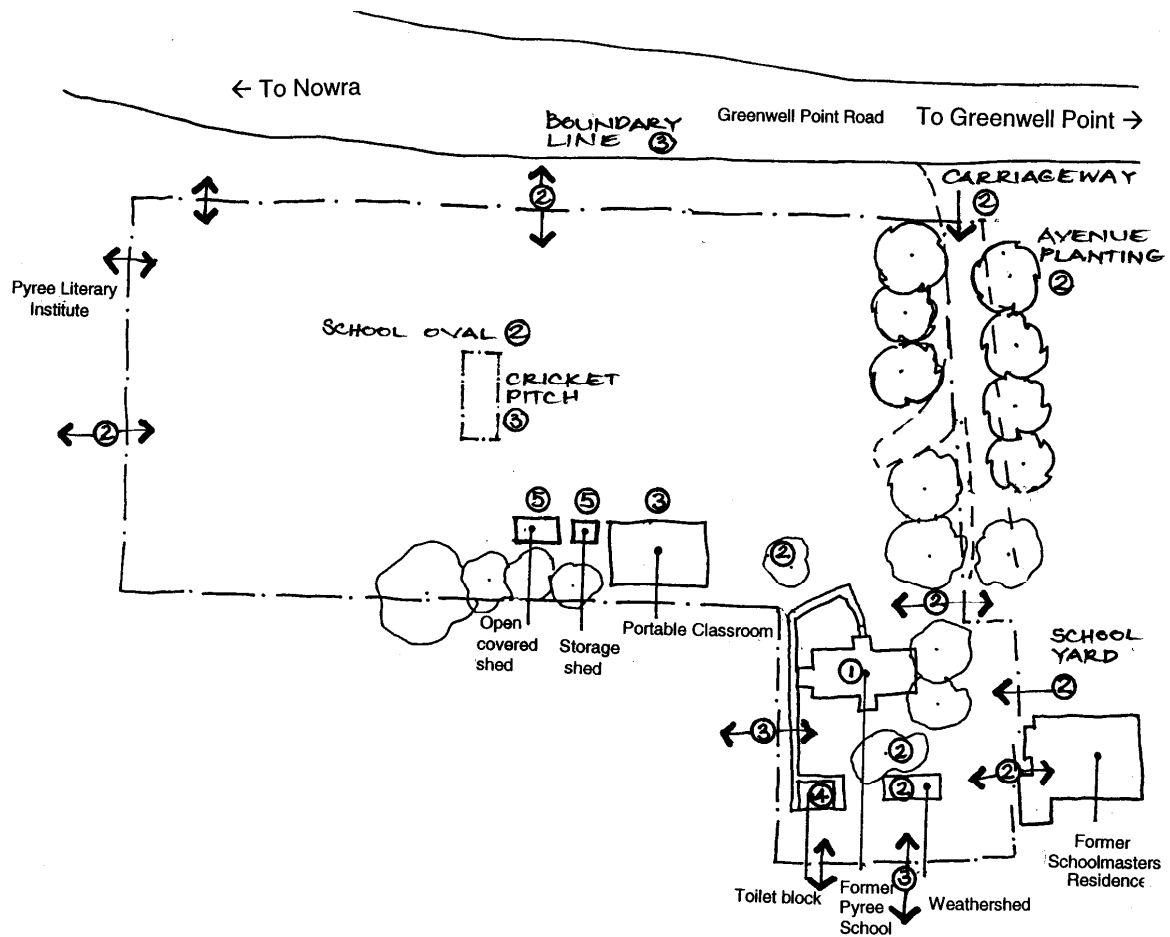 ← To Nowra
Greenwell Point Road
To Greenwell Point →
BOUNDARY
LINE ③
CARRIAGEWAY
②
②
AVENUE
PLANTING
②
Pyree Literary
Institute
SCHOOL OVAL ②
CRICKET
PITCH
③
②
⑤
⑤
③
②
②
Open
covered
shed
Storage
shed
Portable Classroom
SCHOOL
YARD
②
①
③
②
②
④
②
Former
Schoolmasters
Residence
③
Toilet block
Former
Pyree
School
Weathershed